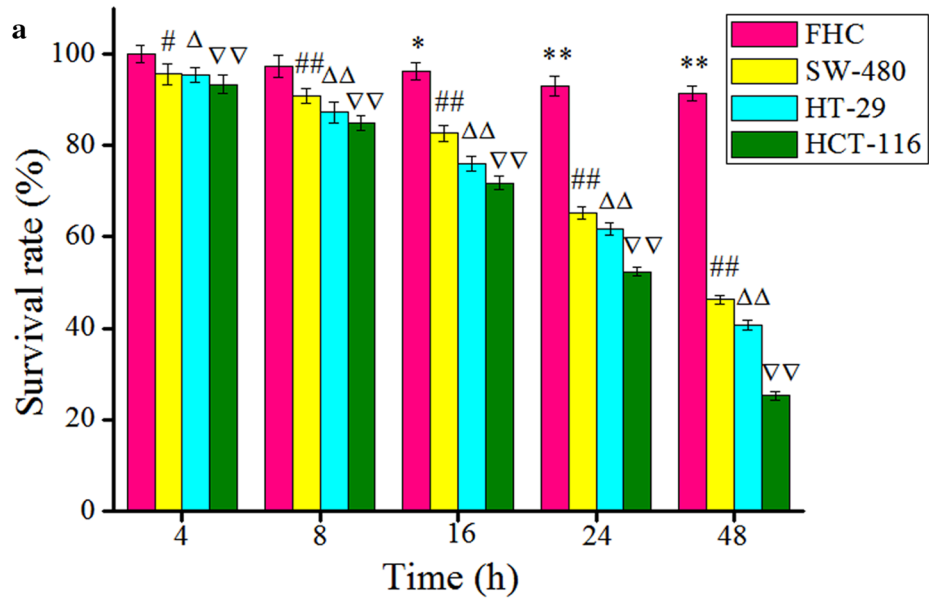 a
Survival rate (%)
100
80
60
40
20
0
# Δ ∇∇
## ΔΔ ∇∇
* ## ΔΔ ∇∇
** ## ΔΔ ∇∇
** ## ΔΔ ∇∇
FHC
SW-480
HT-29
HCT-116
4 8 16 24 48
Time (h)